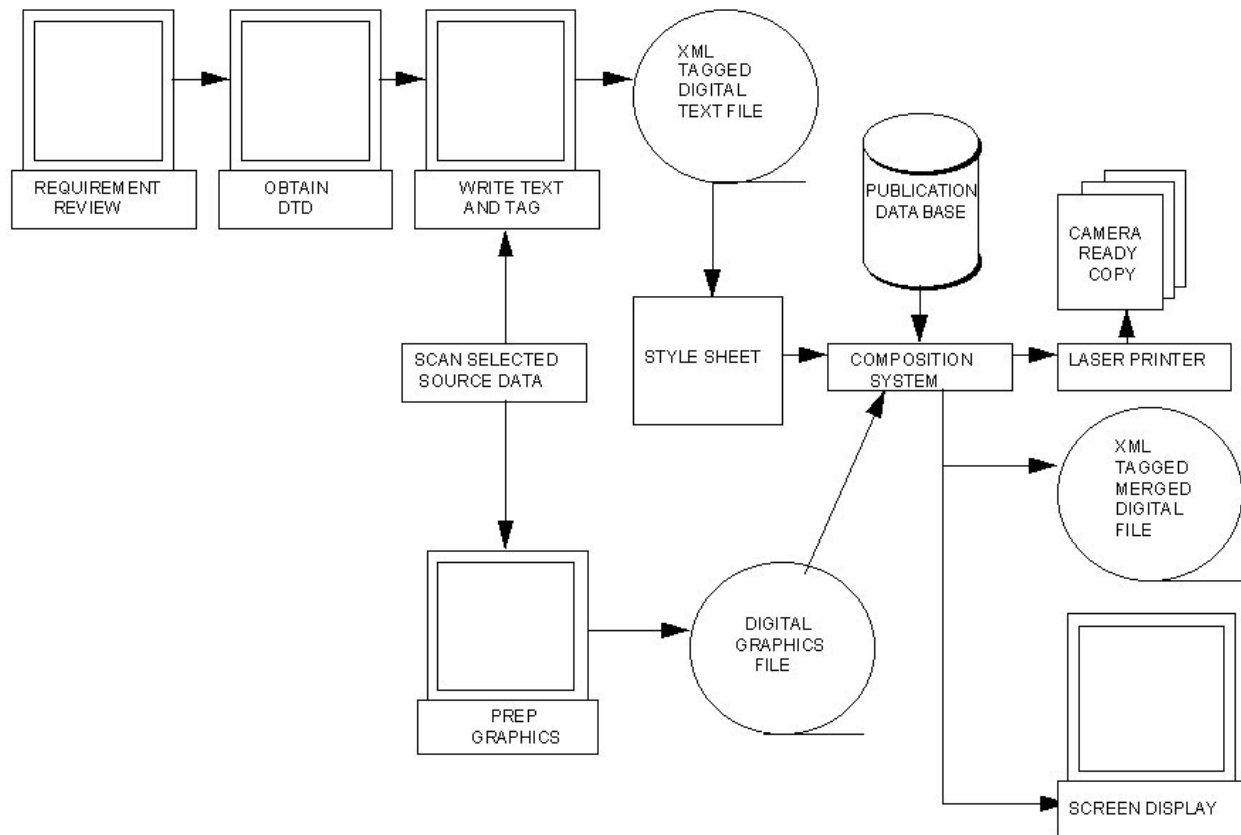 REQUIREMENT
REVIEW
OBTAIN
DTD
WRITE TEXT
AND TAG
XML
TAGGED
DIGITAL
TEXT FILE
PUBLICATION
DATA BASE
CAMERA
READY
COPY
SCAN SELECTED
SOURCE DATA
STYLE SHEET
COMPOSITION
SYSTEM
LASER PRINTER
XML
TAGGED
MERGED
DIGITAL
FILE
PREP
GRAPHICS
DIGITAL
GRAPHICS
FILE
SCREEN DISPLAY